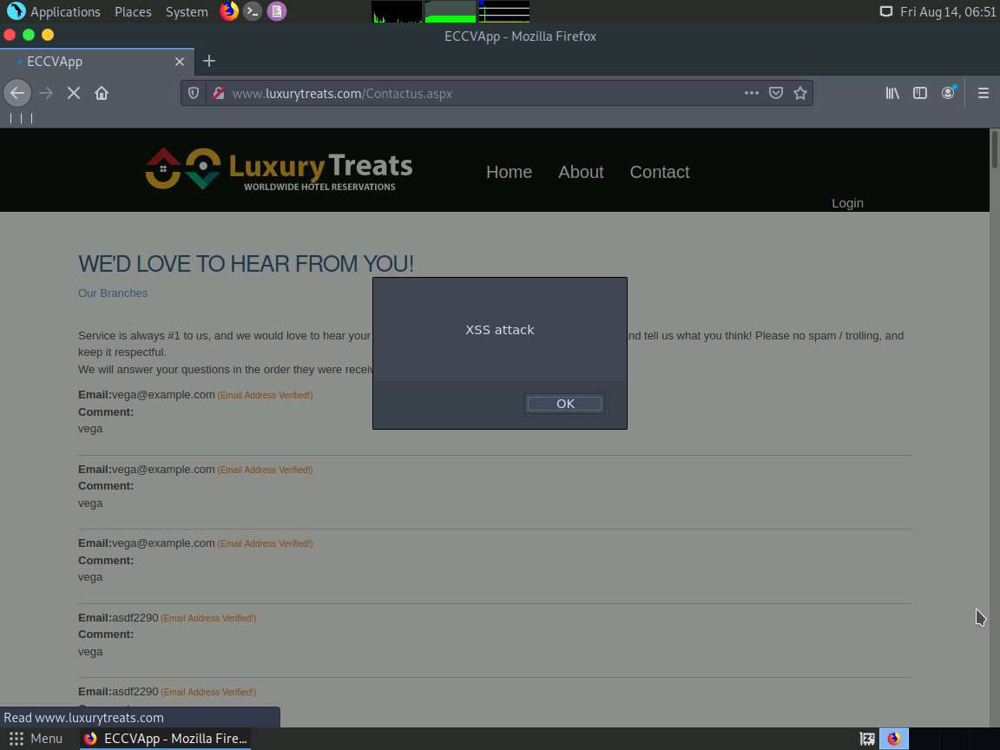 Applications Places System Fri Aug 14, 06:51
ECCVApp - Mozilla Firefox
ECCVApp
www.luxurytreats.com/Contactus.aspx
Luxury Treats
WORLDWIDE HOTEL RESERVATIONS
Home About Contact
Login
WE'D LOVE TO HEAR FROM YOU!
Our Branches
XSS attack
OK
Service is always #1 to us, and we would love to hear your nd tell us what you think! Please no spam / trolling, and
keep it respectful.
We will answer your questions in the order they were receiv
Email:vega@example.com (Email Address Verified!)
Comment:
vega
Email:vega@example.com (Email Address Verified!)
Comment:
vega
Email:vega@example.com (Email Address Verified!)
Comment:
vega
Email:asdf2290 (Email Address Verified!)
Comment:
vega
Email:asdf2290 (Email Address Verified!)
Read www.luxurytreats.com
Menu ECCVApp - Mozilla Fire...